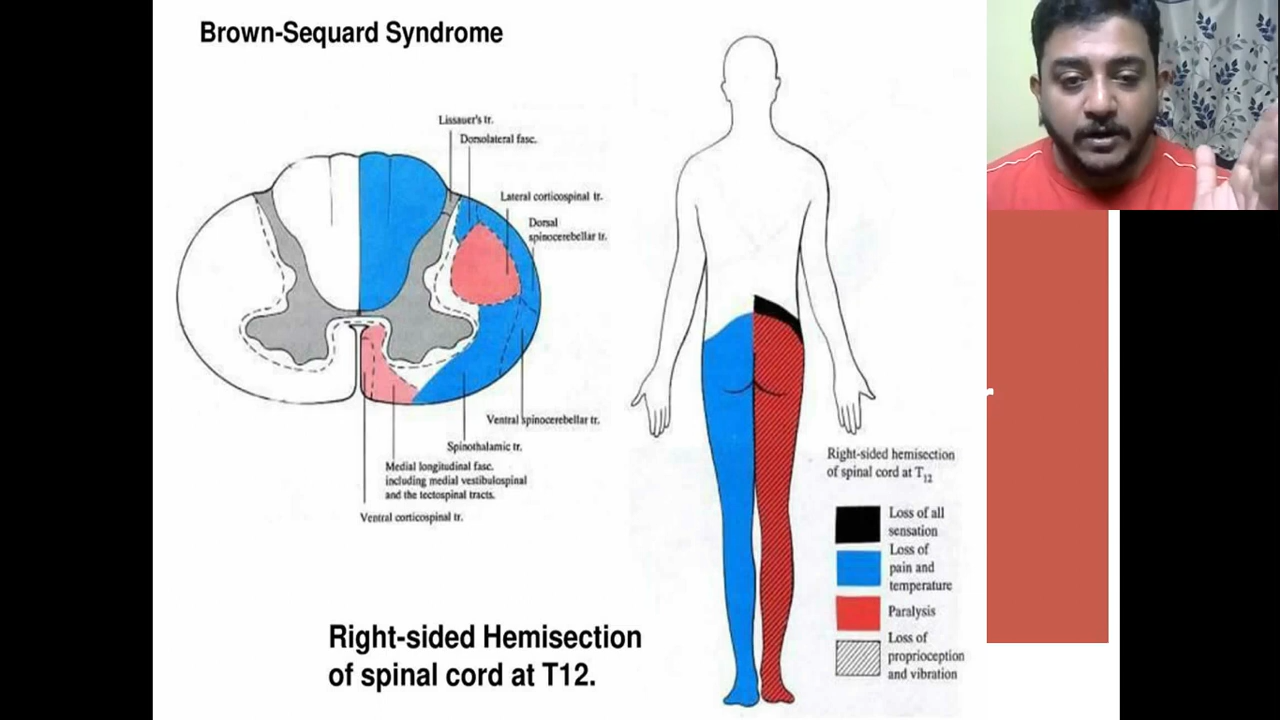 Brown-Sequard Syndrome
Lissauer's tr.
Dorsolateral fasc.
Lateral corticospinal tr.
Dorsal
spinocerebellar tr.
Ventral spinocerebellar tr.
Spinothalamic tr.
Medial longitudinal fasc.
including medial vestibulospinal
and the tectospinal tracts.
Ventral corticospinal tr.
Right-sided hemisection
of spinal cord at T12
Loss of all
sensation
Loss of
pain and
temperature
Paralysis
Loss of
proprioception
and vibration
Right-sided Hemisection
of spinal cord at T12.
r